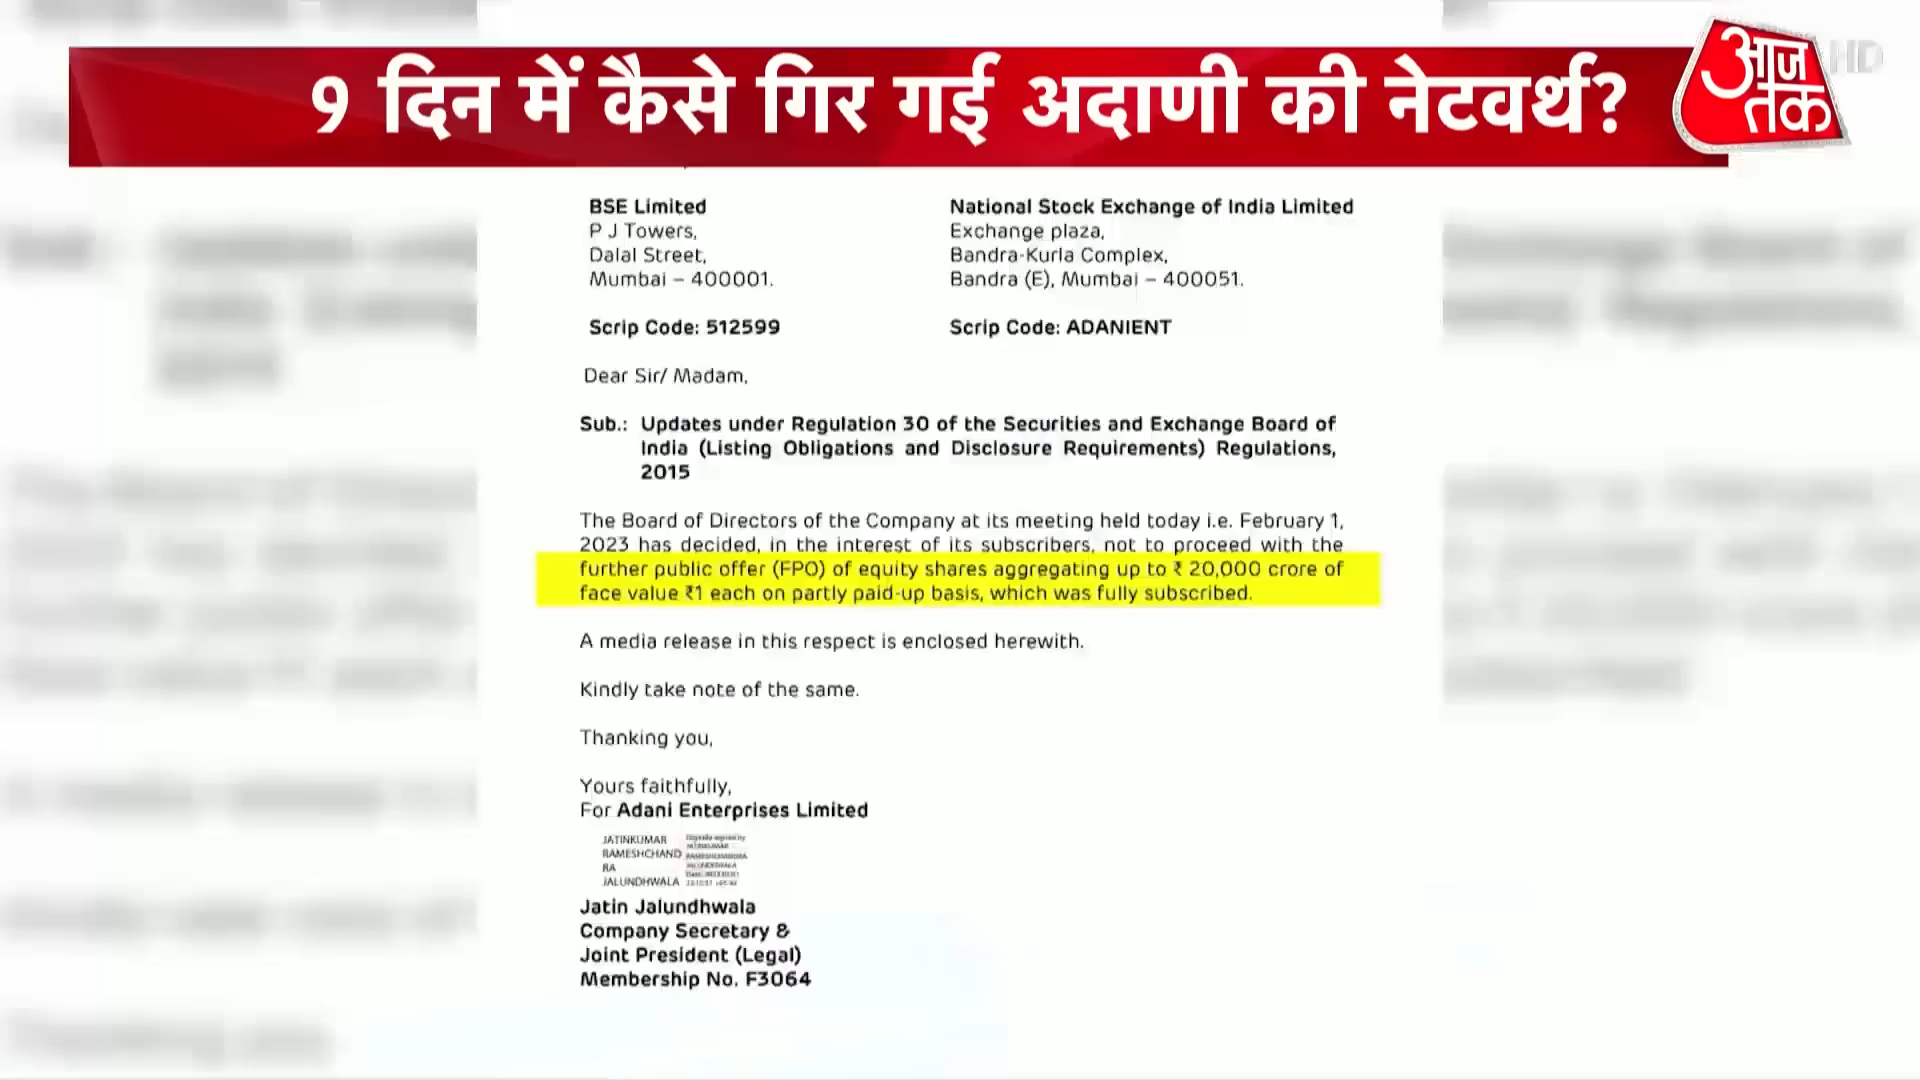 9 दिन में कैसे गिर गई अदाणी की नेटवर्थ?
आज तक
HD
BSE Limited
P J Towers,
Dalal Street,
Mumbai – 400001.
National Stock Exchange of India Limited
Exchange plaza,
Bandra-Kurla Complex,
Bandra (E), Mumbai – 400051.
Scrip Code: 512599
Scrip Code: ADANIENT
Dear Sir/ Madam,
Sub.: Updates under Regulation 30 of the Securities and Exchange Board of
India (Listing Obligations and Disclosure Requirements) Regulations,
2015
The Board of Directors of the Company at its meeting held today i.e. February 1,
2023 has decided, in the interest of its subscribers, not to proceed with the
further public offer (FPO) of equity shares aggregating up to ₹ 20,000 crore of
face value ₹1 each on partly paid-up basis, which was fully subscribed.
A media release in this respect is enclosed herewith.
Kindly take note of the same.
Thanking you,
Yours faithfully,
For Adani Enterprises Limited
JATINKUMAR
RAMESHCHAND
RA
JALUNDHWALA
Jatin Jalundhwala
Company Secretary &
Joint President (Legal)
Membership No. F3064